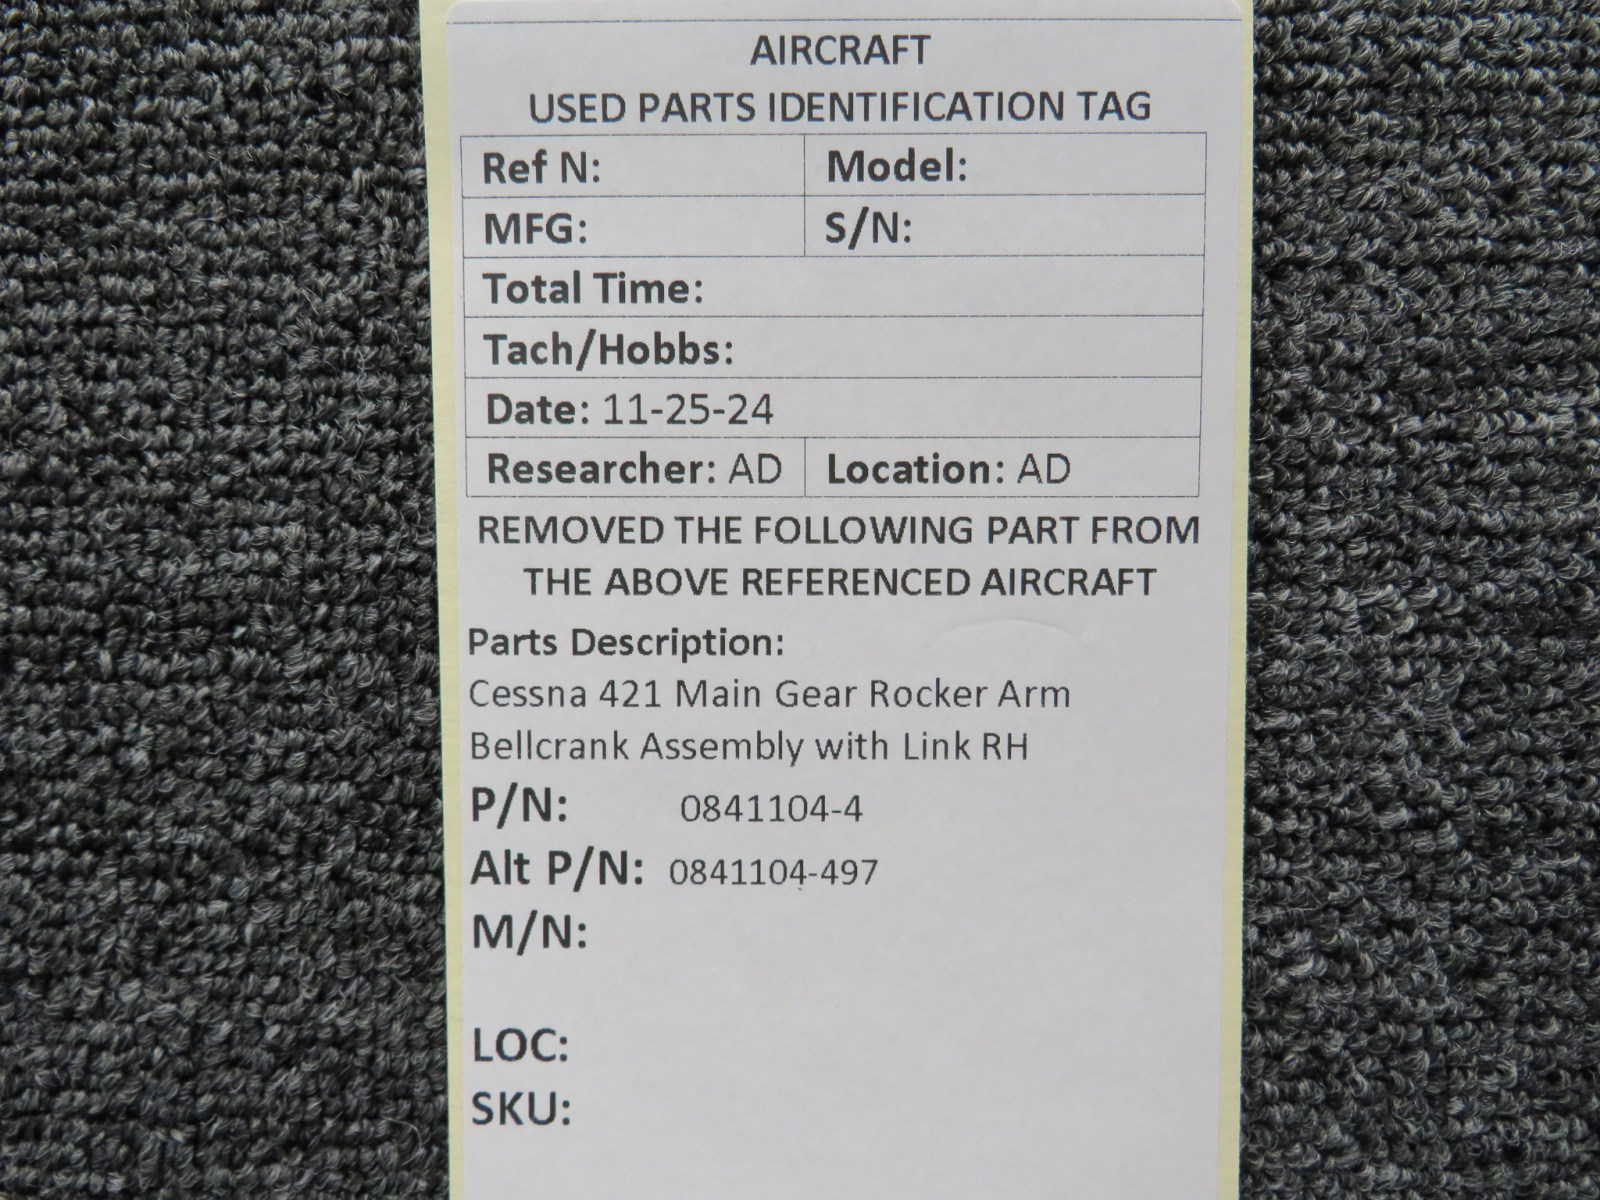 AIRCRAFT
USED PARTS IDENTIFICATION TAG
Ref N: Model:
MFG: S/N:
Total Time:
Tach/Hobbs:
Date: 11-25-24
Researcher: AD Location: AD
REMOVED THE FOLLOWING PART FROM
THE ABOVE REFERENCED AIRCRAFT
Parts Description:
Cessna 421 Main Gear Rocker Arm
Bellcrank Assembly with Link RH
P/N: 0841104-4
Alt P/N: 0841104-497
M/N:
LOC:
SKU: